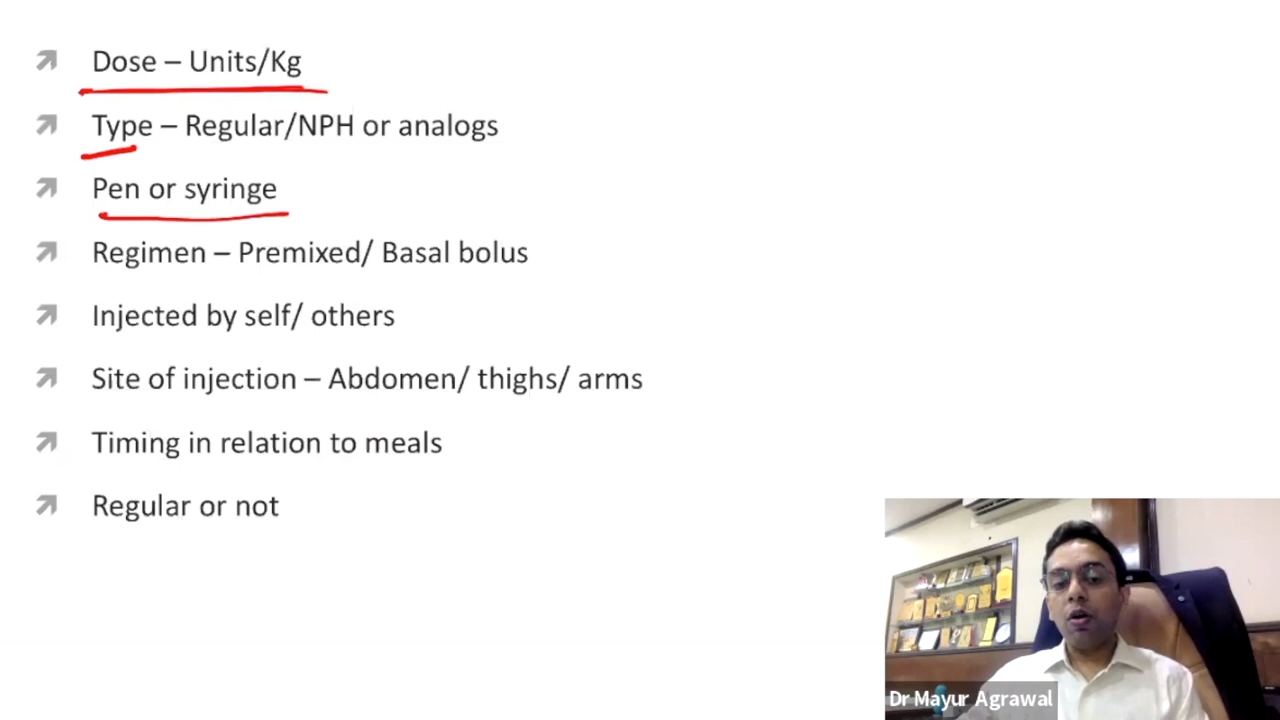 Dose – Units/Kg
Type – Regular/NPH or analogs
Pen or syringe
Regimen – Premixed/ Basal bolus
Injected by self/ others
Site of injection – Abdomen/ thighs/ arms
Timing in relation to meals
Regular or not
Dr Mayur Agrawal